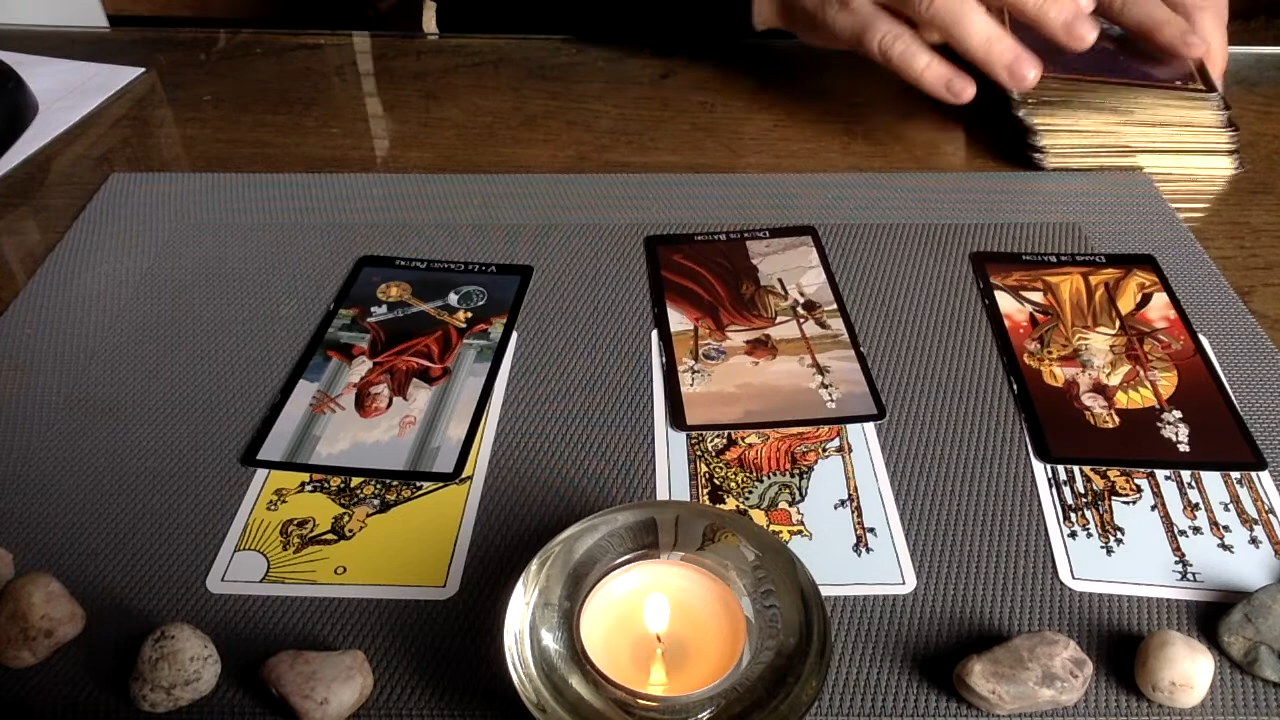 V • LE GRAND PRÊTRE
DEUX DE BÂTON
DAME DE BÂTON
0
IX